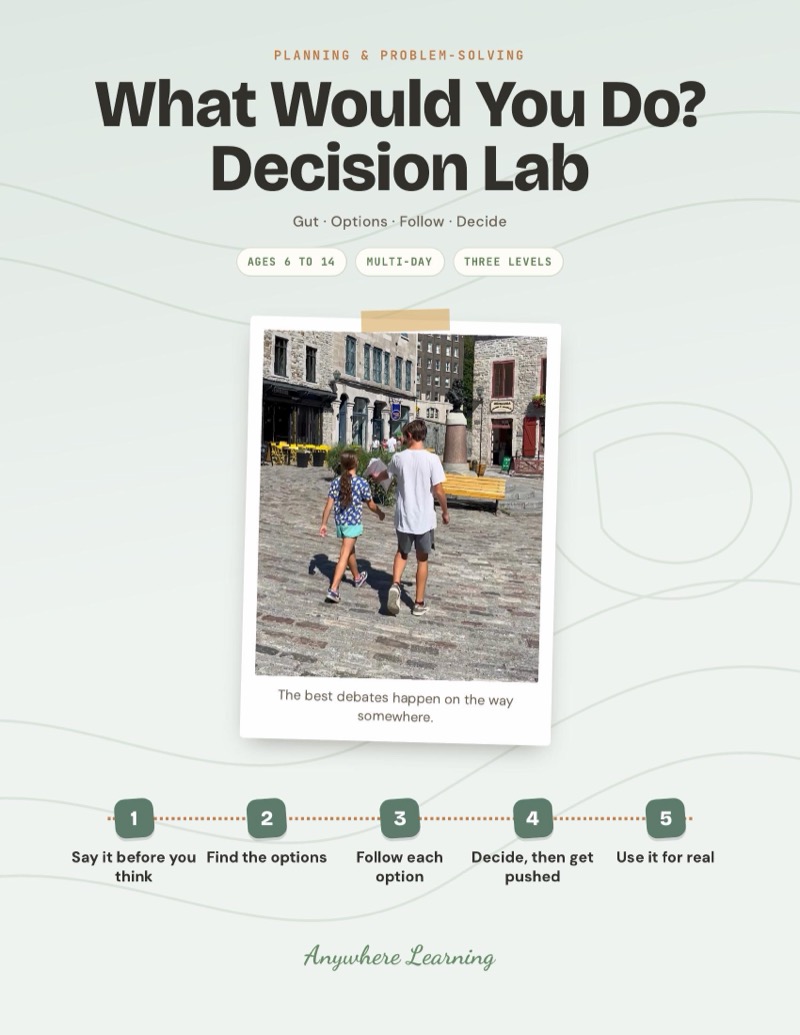 PLANNING & PROBLEM-SOLVING
What Would You Do?
Decision Lab
Gut · Options · Follow · Decide
AGES 6 TO 14
MULTI-DAY
THREE LEVELS
The best debates happen on the way
somewhere.
1
2
3
4
5
Say it before you
think
Find the options
Follow each
option
Decide, then get
pushed
Use it for real
Anywhere Learning